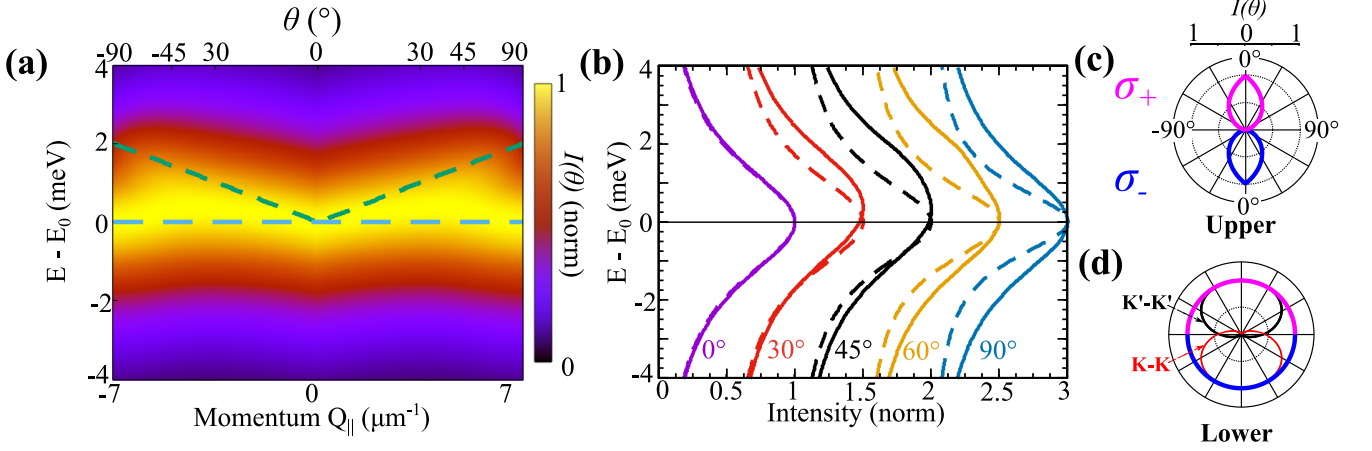 (a)
θ (°)
-90 -45 30 0 30 45 90
E - E₀ (meV)
4
2
0
-2
-4
-7 0 7
Momentum Q|| (μm⁻¹)
1
I(θ) (norm)
0
(b)
E - E₀ (meV)
4
2
0
-2
-4
0° 30° 45° 60° 90°
0 0.5 1 1.5 2 2.5 3
Intensity (norm)
(c)
I(θ)
1 0 1
0°
σ+
-90° 90°
σ-
0°
Upper
(d)
K'-K'
K-K
Lower